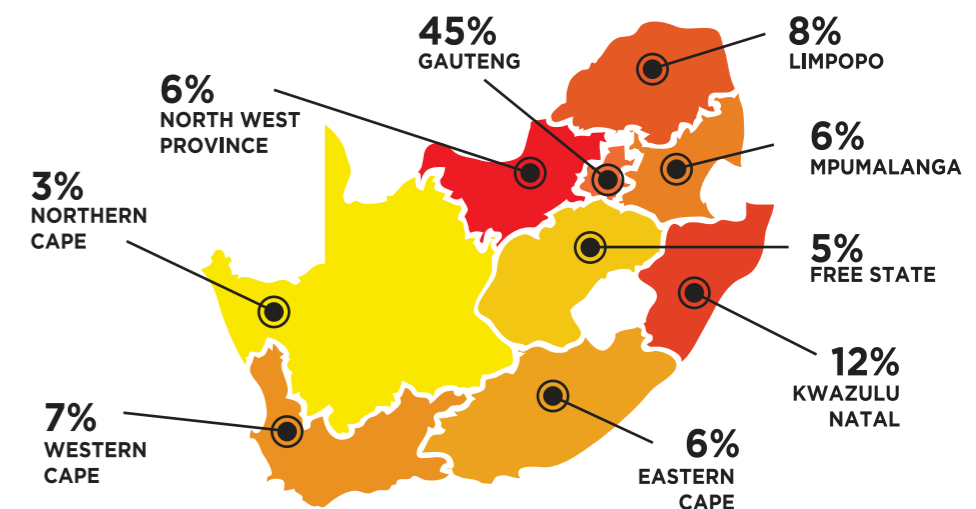 45%
GAUTENG
8%
LIMPOPO
6%
NORTH WEST
PROVINCE
6%
MPUMALANGA
3%
NORTHERN
CAPE
5%
FREE STATE
12%
KWAZULU
NATAL
7%
WESTERN
CAPE
6%
EASTERN
CAPE